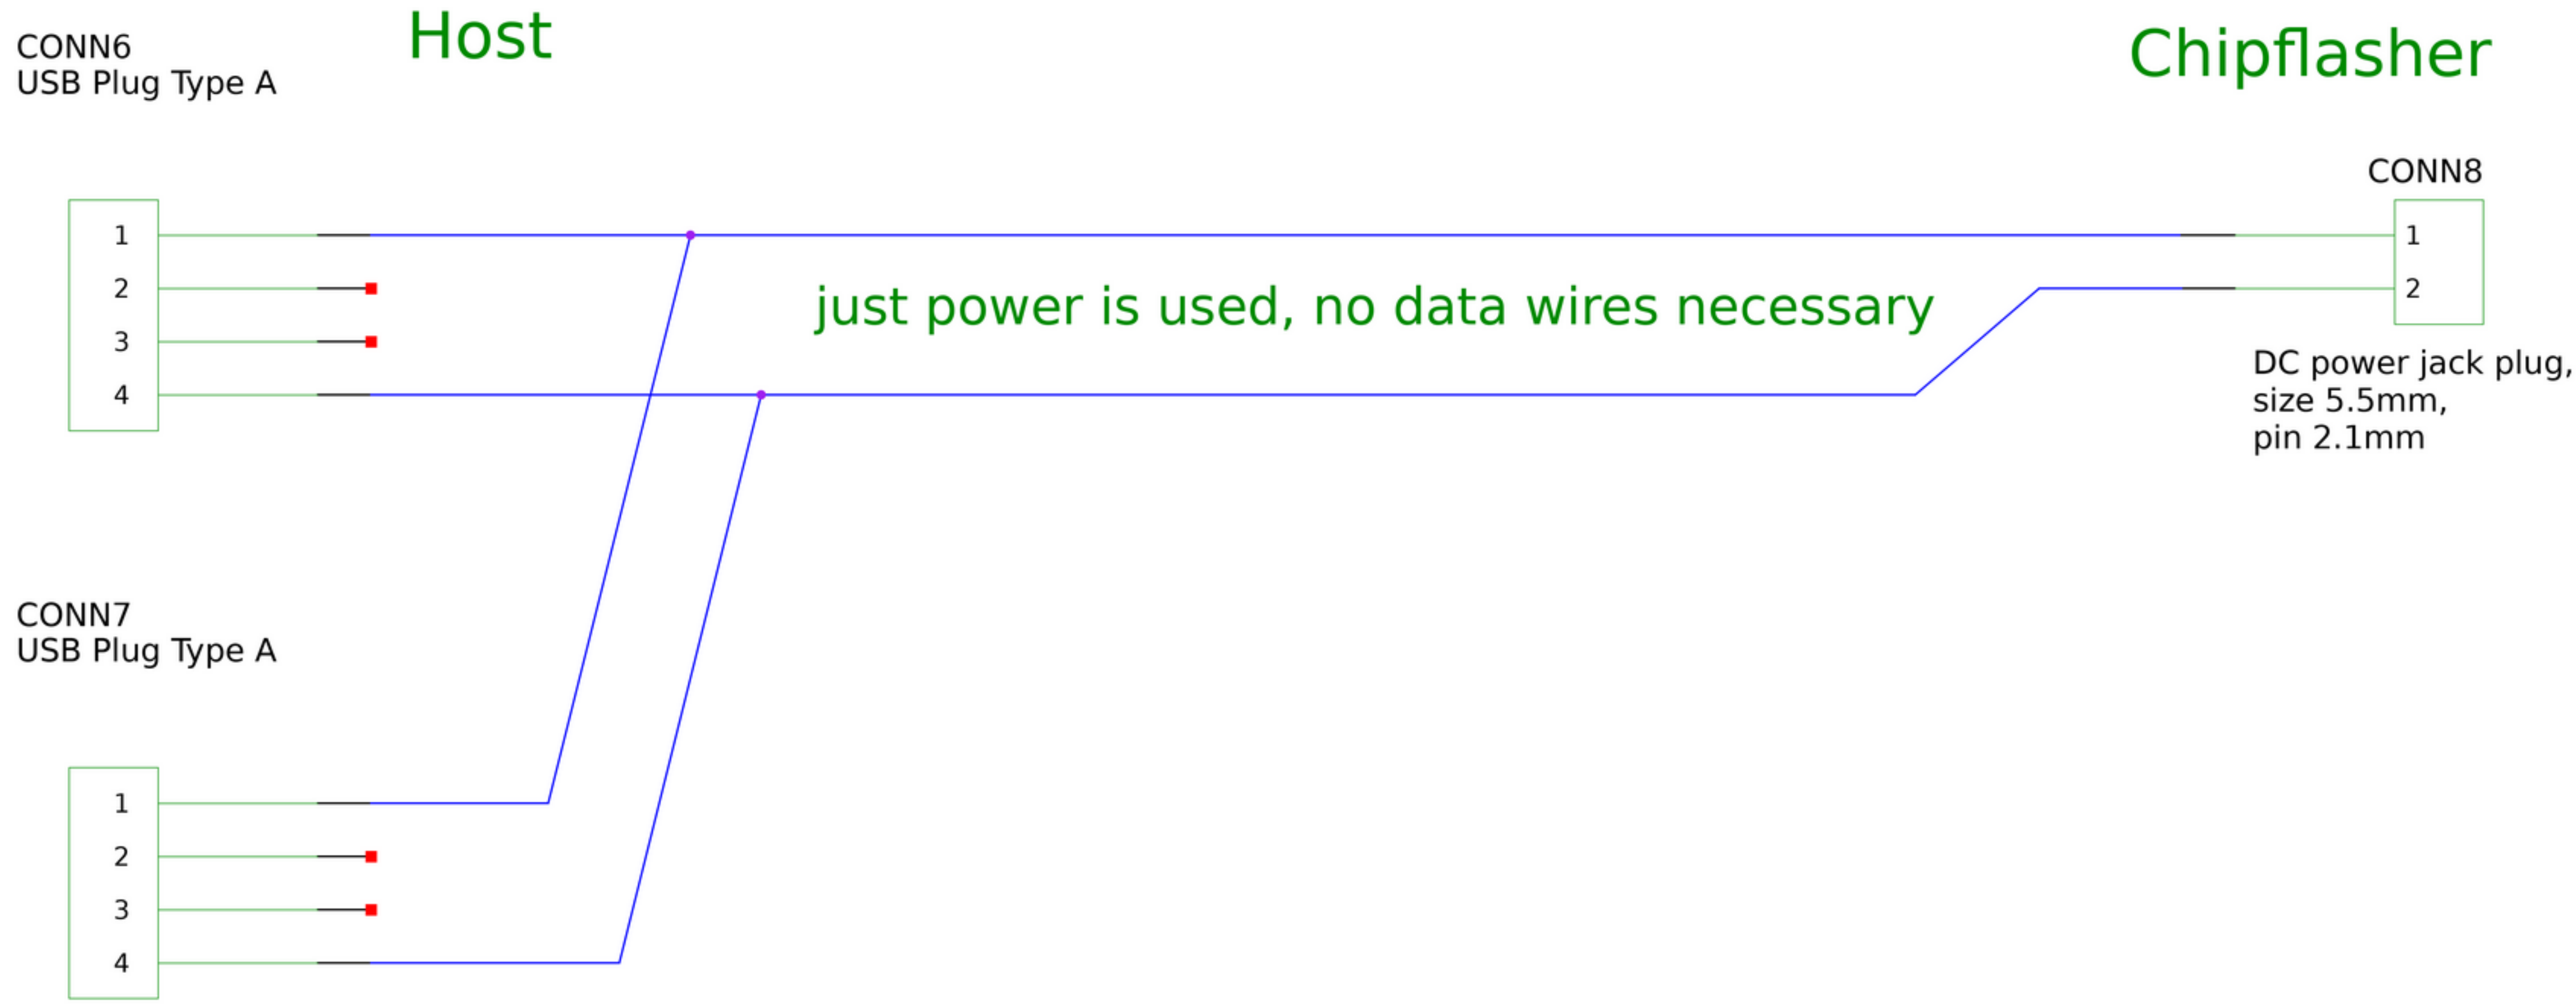 Host
Chipflasher
CONN6
USB Plug Type A
CONN8
1
2
3
4
1
2
just power is used, no data wires necessary
DC power jack plug,
size 5.5mm,
pin 2.1mm
CONN7
USB Plug Type A
1
2
3
4